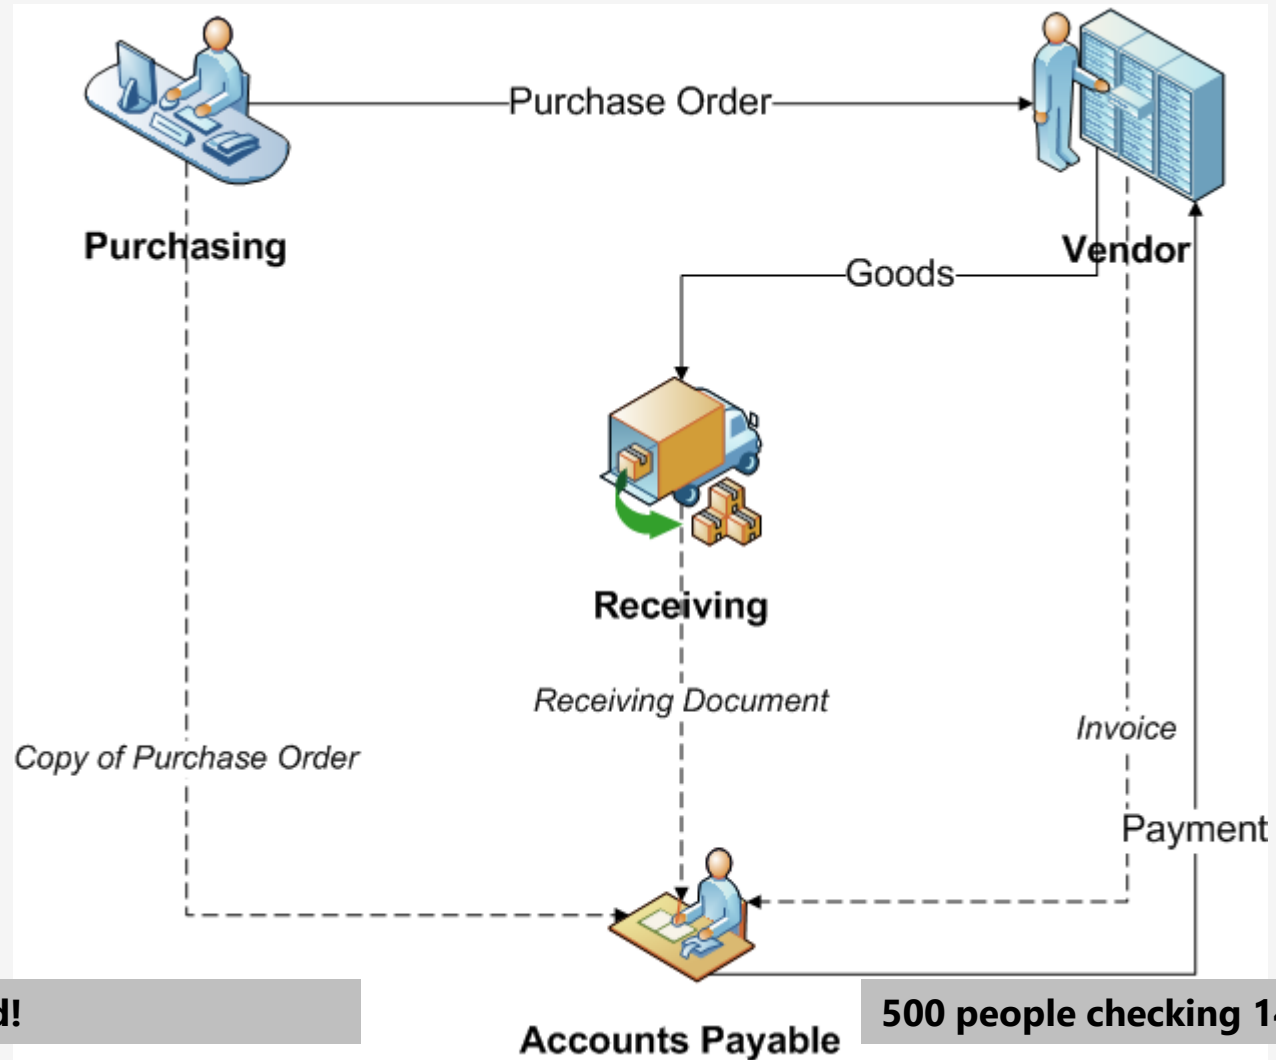 Purchase Order
Purchasing
Vendor
Goods
Receiving
Receiving Document
Invoice
Copy of Purchase Order
Payment
500 people checking
Accounts Payable